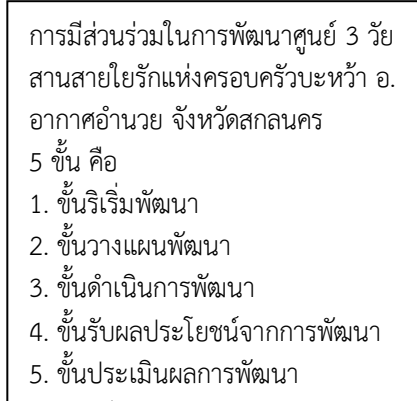 การมีส่วนร่วมในการพัฒนาศูนย์ 3 วัย
สานสายใยรักแห่งครอบครัวบะหว้า อ.
อากาศอำนวย จังหวัดสกลนคร
5 ขั้น คือ
1. ขั้นริเริ่มพัฒนา
2. ขั้นวางแผนพัฒนา
3. ขั้นดำเนินการพัฒนา
4. ขั้นรับผลประโยชน์จากการพัฒนา
5. ขั้นประเมินผลการพัฒนา